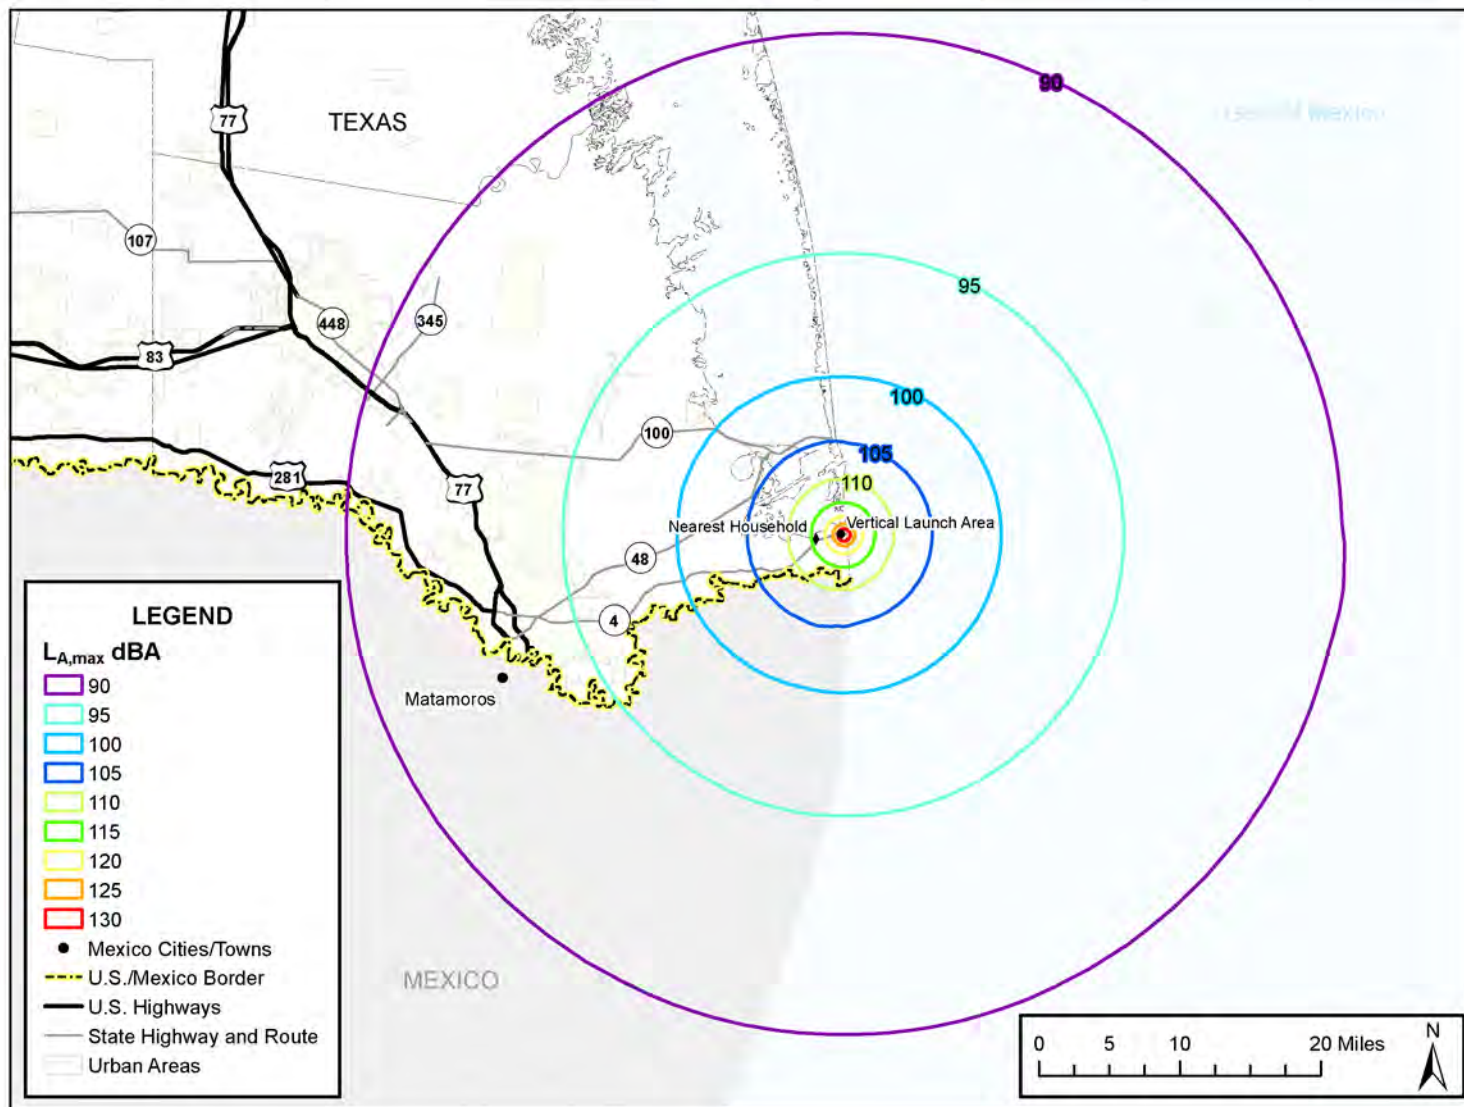 90
TEXAS
77
107
95
448
345
83
100
100
105
281
77
110
Nearest Household
Vertical Launch Area
48
4
Matamoros
MEXICO
LEGEND
LA,max dBA
90
95
100
105
110
115
120
125
130
Mexico Cities/Towns
U.S./Mexico Border
U.S. Highways
State Highway and Route
Urban Areas
0 5 10 20 Miles
N